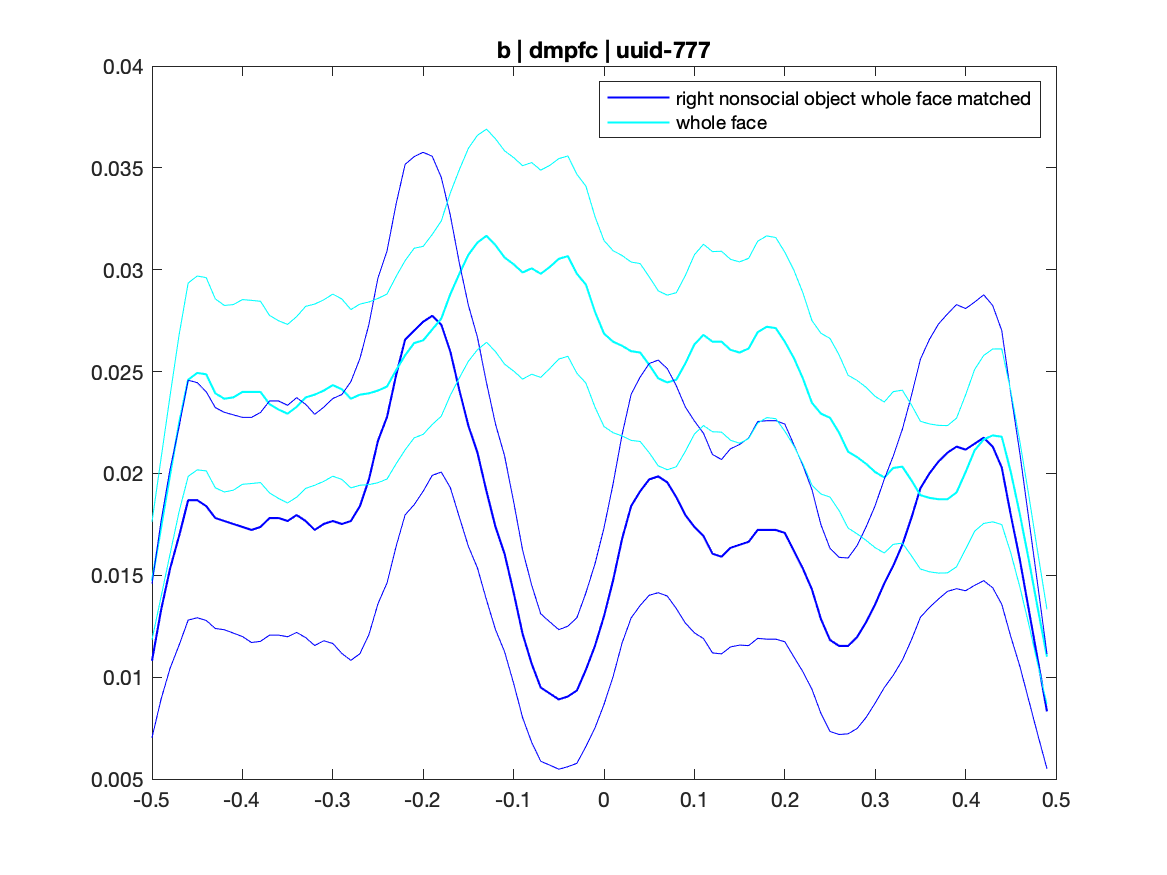 b | dmpfc | uuid-777
0.04
right nonsocial object whole face matched
whole face
0.035
0.03
0.025
0.02
0.015
0.01
0.005
-0.5 -0.4 -0.3 -0.2 -0.1 0 0.1 0.2 0.3 0.4 0.5